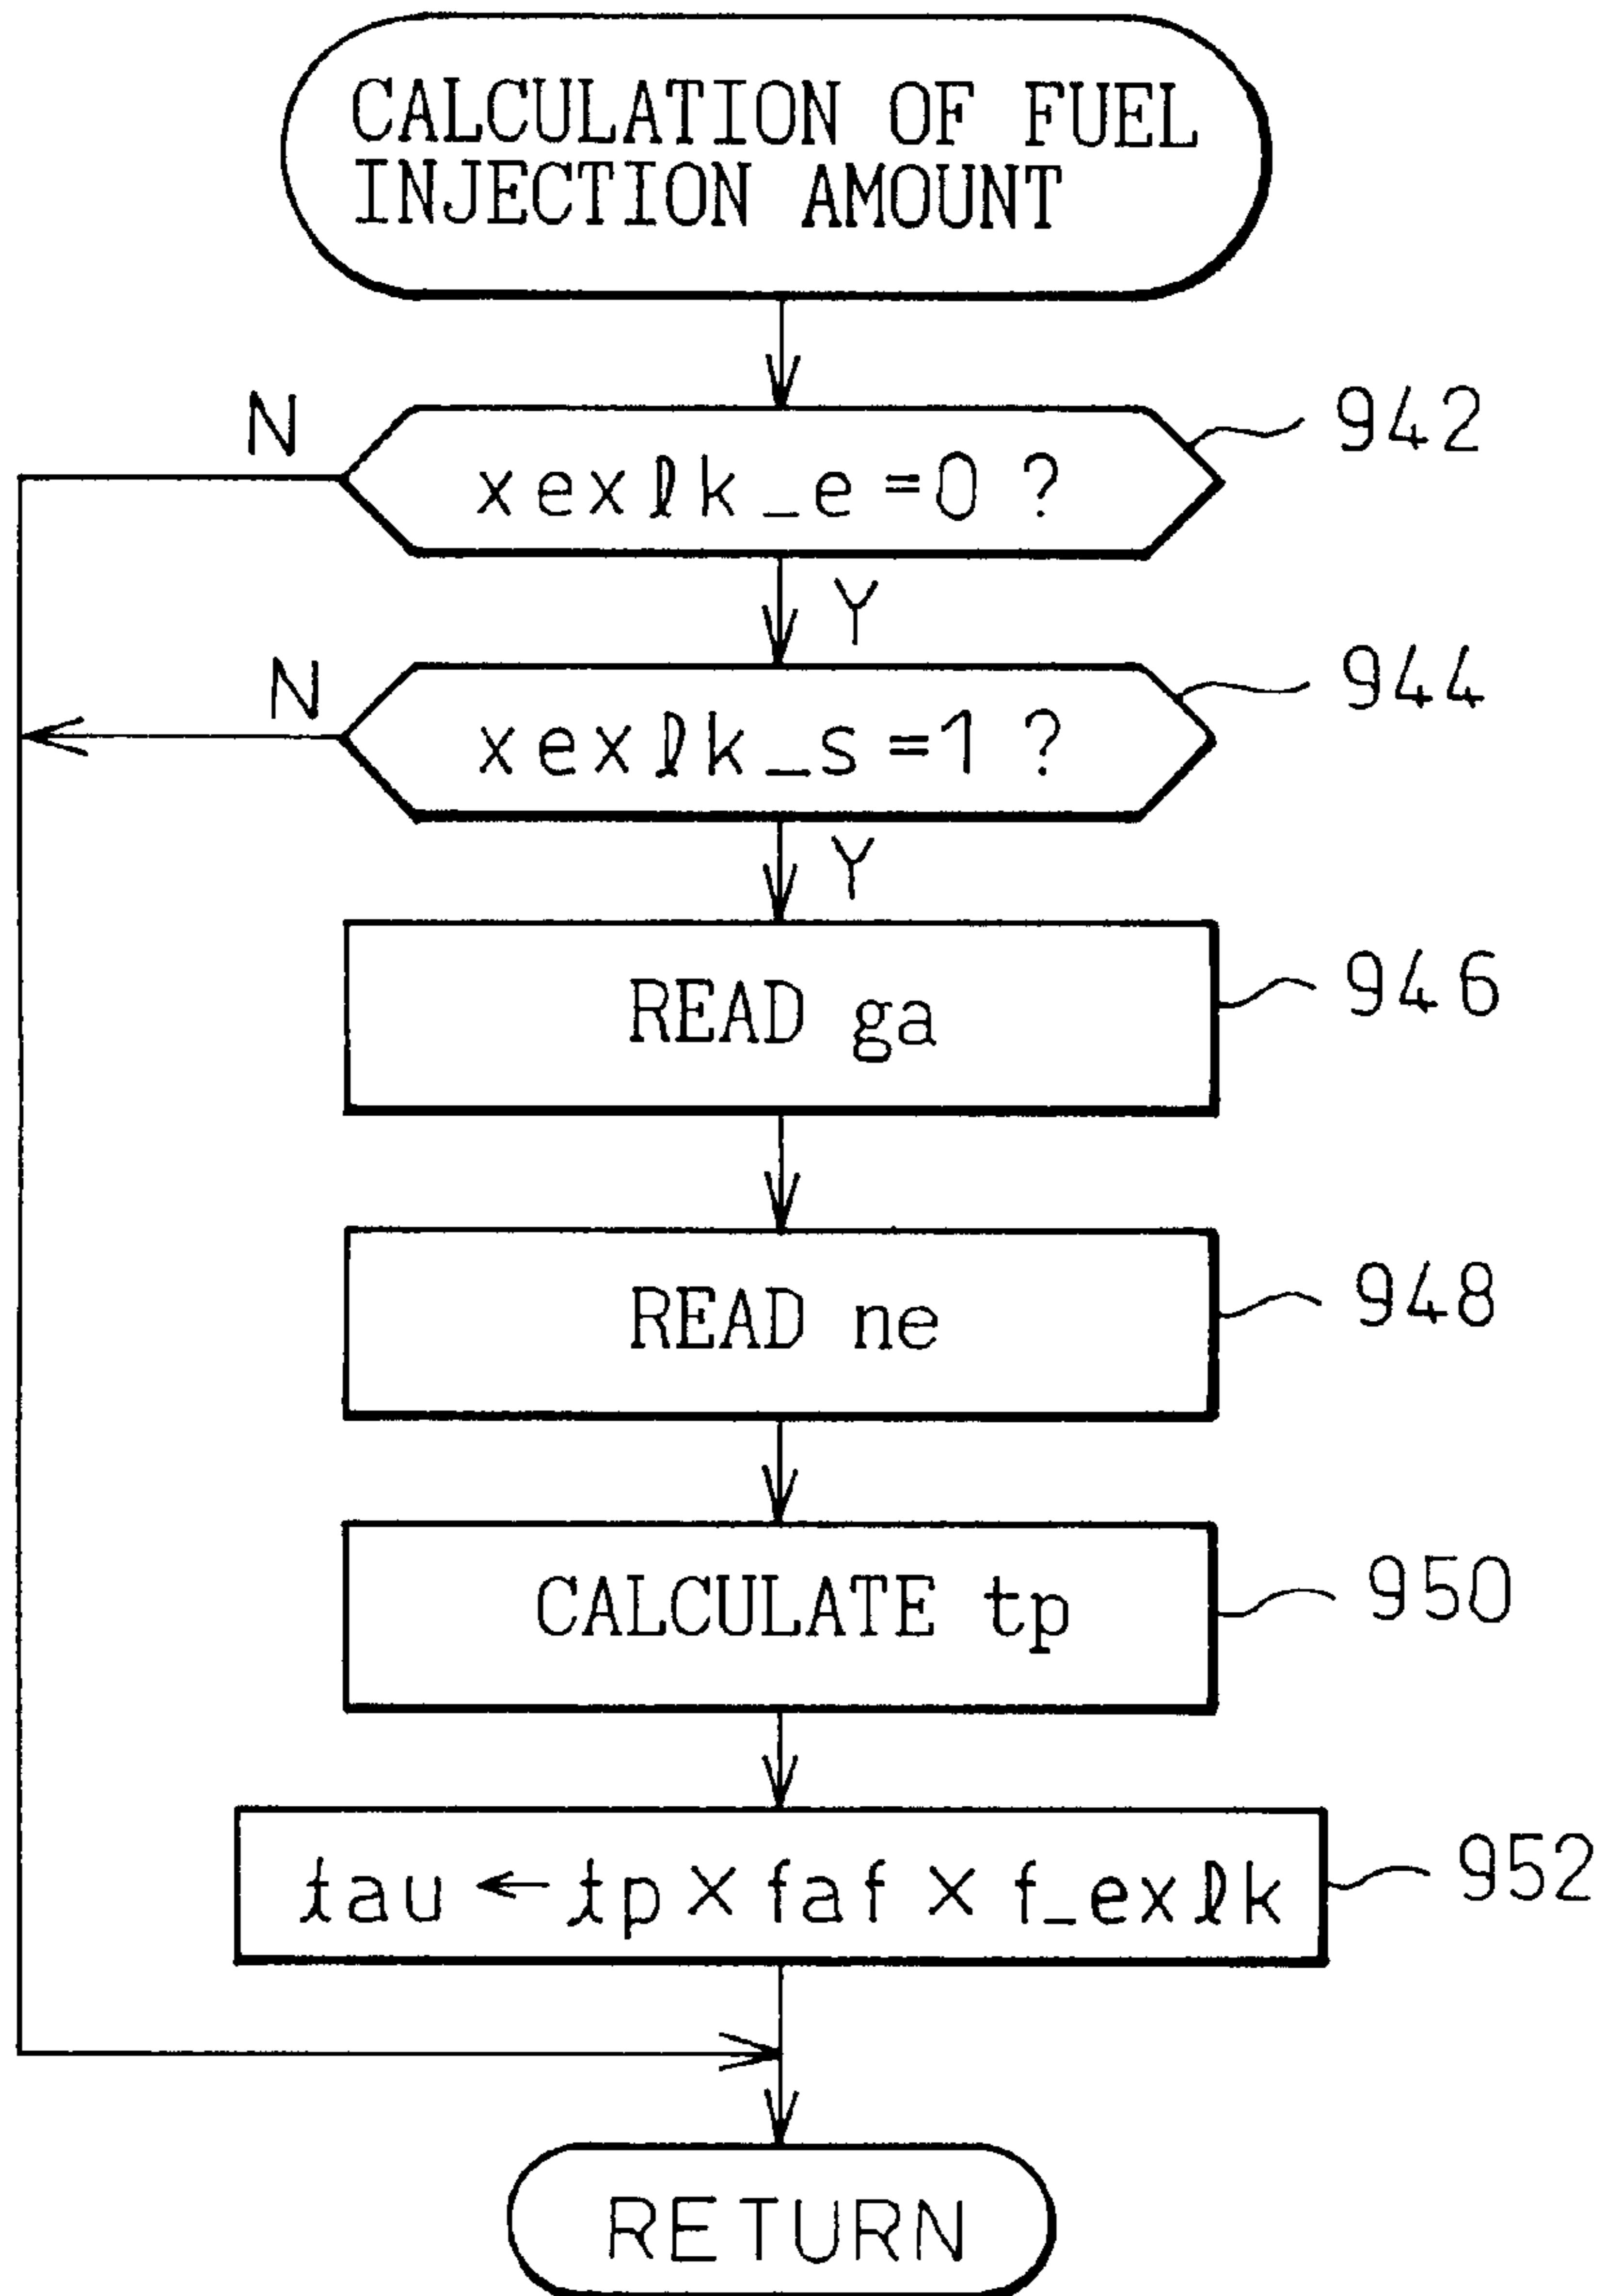 CALCULATION OF FUEL
INJECTION AMOUNT
N
942
xexℓk_e=0?
Y
N
944
xexℓk_s=1?
Y
READ ga
946
READ ne
948
CALCULATE tp
950
tau←tp×faf×f_exℓk
952
RETURN